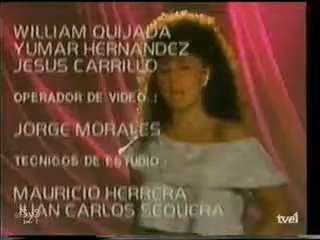 WILLIAM QUIJADA
YUMAR HERNANDEZ
JESUS CARRILLO
OPERADOR DE VIDEO :
JORGE MORALES
TECNICOS DE ESTUDIO :
MAURICIO HERRERA
JUAN CARLOS SEQUERA
tve1